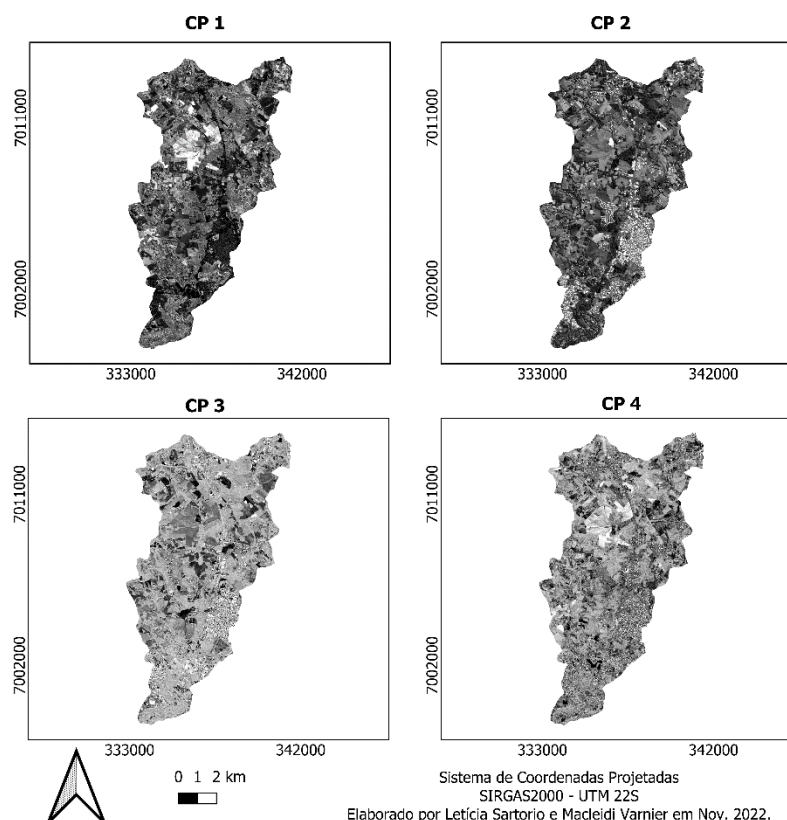 CP 1
CP 2
7011000
7002000
333000
342000
7011000
7002000
333000
342000
CP 3
CP 4
7011000
7002000
333000
342000
7011000
7002000
333000
342000
0 1 2 km
Sistema de Coordenadas Projetadas
SIRGAS2000 - UTM 22S
Elaborado por Letícia Sartorio e Macleidi Varnier em Nov. 2022.